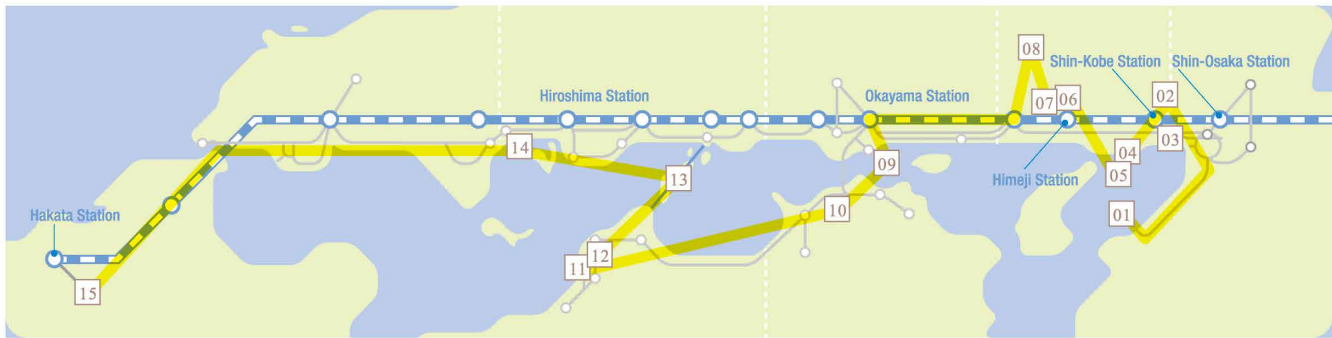 08
Shin-Kobe Station
Shin-Osaka Station
Hiroshima Station
Okayama Station
07
06
02
14
13
09
04
03
05
Himeji Station
Hakata Station
10
01
11
12
15